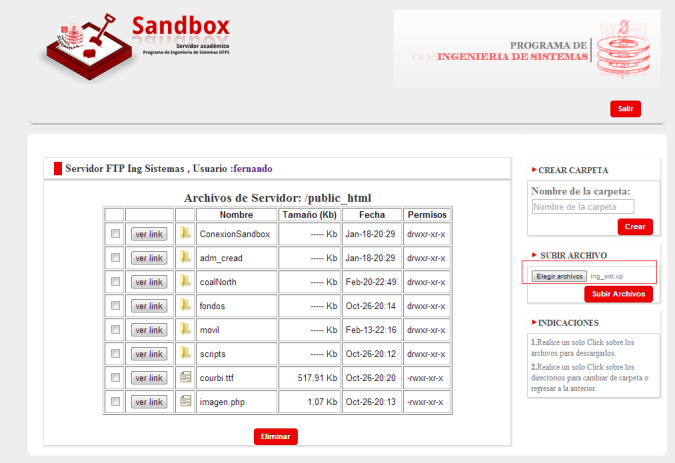 Sandbox
Servidor académico
Programa de Ingeniería de Sistemas UFPS
PROGRAMA DE
INGENIERIA DE SISTEMAS
Salir
Servidor FTP Ing Sistemas , Usuario :fernando
Archivos de Servidor: /public_html
Nombre Tamaño (Kb) Fecha Permisos
ver link ConexionSandbox ----- Kb Jan-18-20:29 drwxr-xr-x
ver link adm_cread ----- Kb Jan-18-20:29 drwxr-xr-x
ver link coalNorth ----- Kb Feb-20-22:49 drwxr-xr-x
ver link fondos ----- Kb Oct-26-20:14 drwxr-xr-x
ver link movil ----- Kb Feb-13-22:16 drwxr-xr-x
ver link scripts ----- Kb Oct-26-20:12 drwxr-xr-x
ver link courbi.ttf 517,91 Kb Oct-26-20:20 -rwxr-xr-x
ver link imagen.php 1,07 Kb Oct-26-20:13 -rwxr-xr-x
Eliminar
CREAR CARPETA
Nombre de la carpeta:
Nombre de la carpeta
Crear
SUBIR ARCHIVO
Elegir archivos ing_sist.vp
Subir Archivos
INDICACIONES
1.Realice un solo Click sobre los
archivos para descargarlos.
2.Realice un solo Click sobre los
directorios para cambiar de carpeta o
regresar a la anterior.